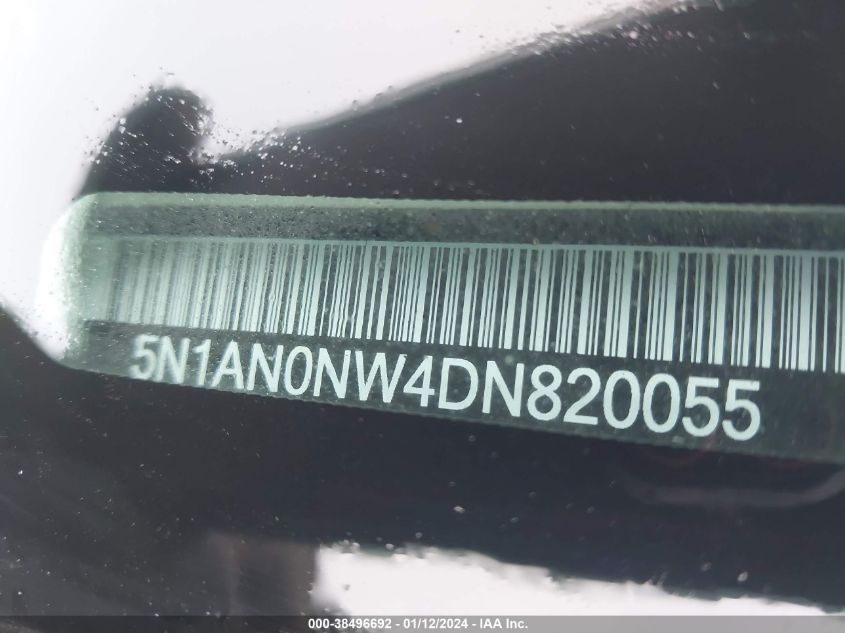 5N1AN0NW4DN820055
000-38496692 - 01/12/2024 - IAA Inc.